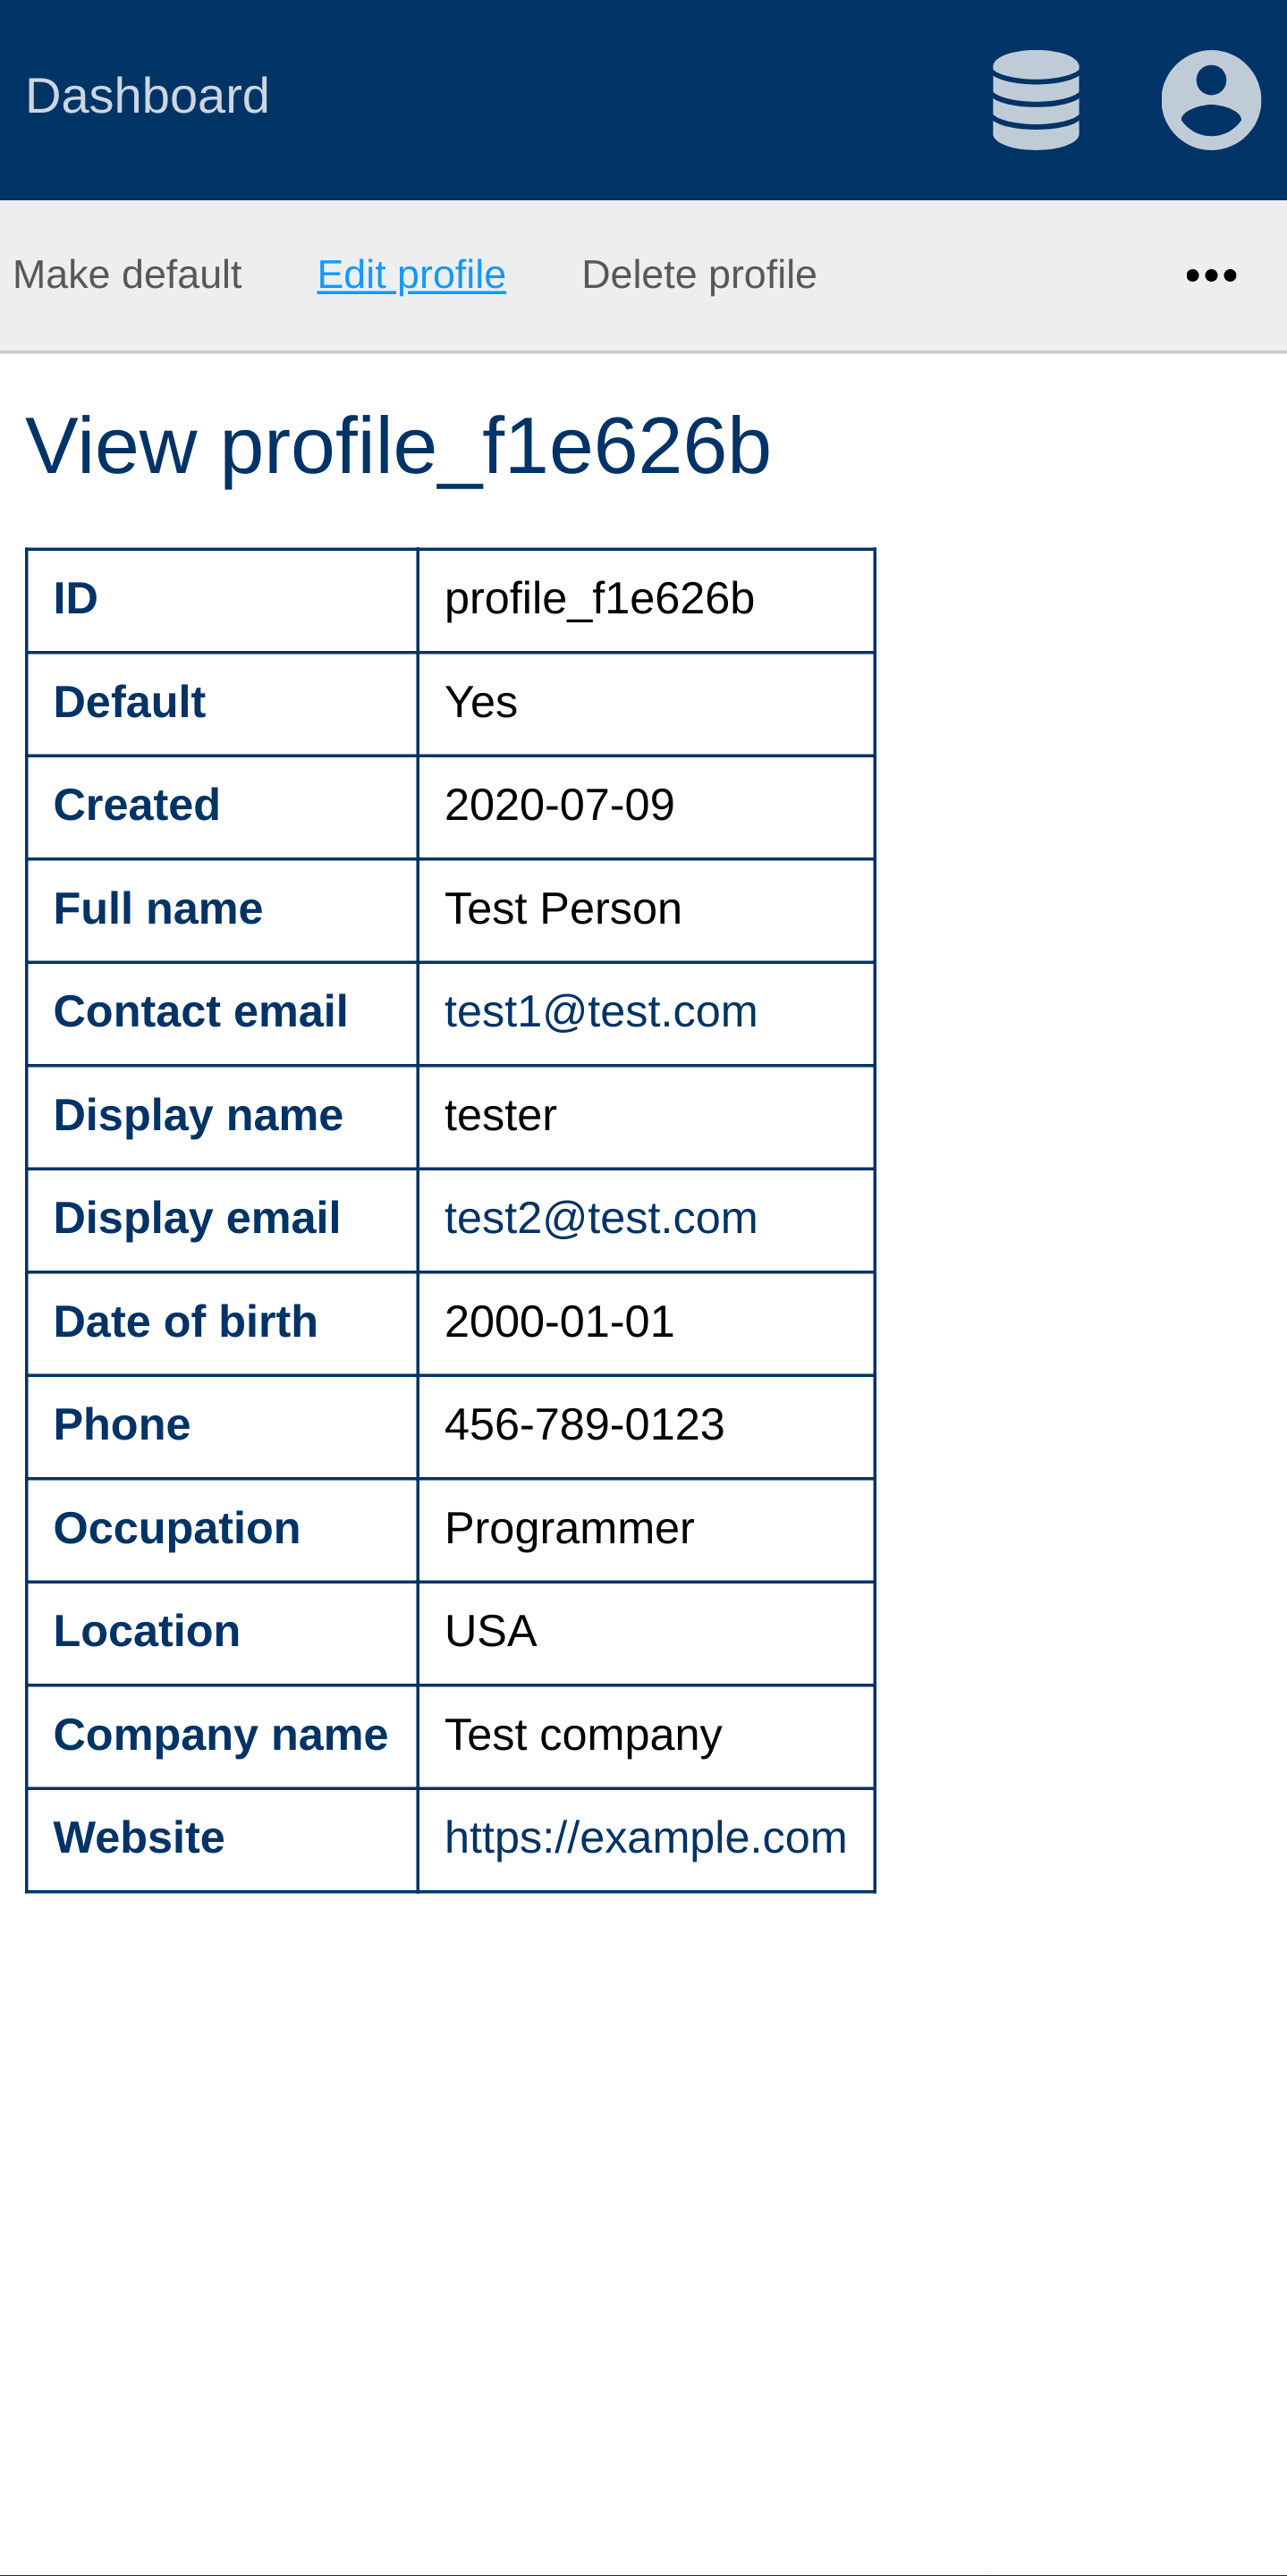 Dashboard
Make default Edit profile Delete profile •••
View profile_f1e626b
ID profile_f1e626b
Default Yes
Created 2020-07-09
Full name Test Person
Contact email test1@test.com
Display name tester
Display email test2@test.com
Date of birth 2000-01-01
Phone 456-789-0123
Occupation Programmer
Location USA
Company name Test company
Website https://example.com